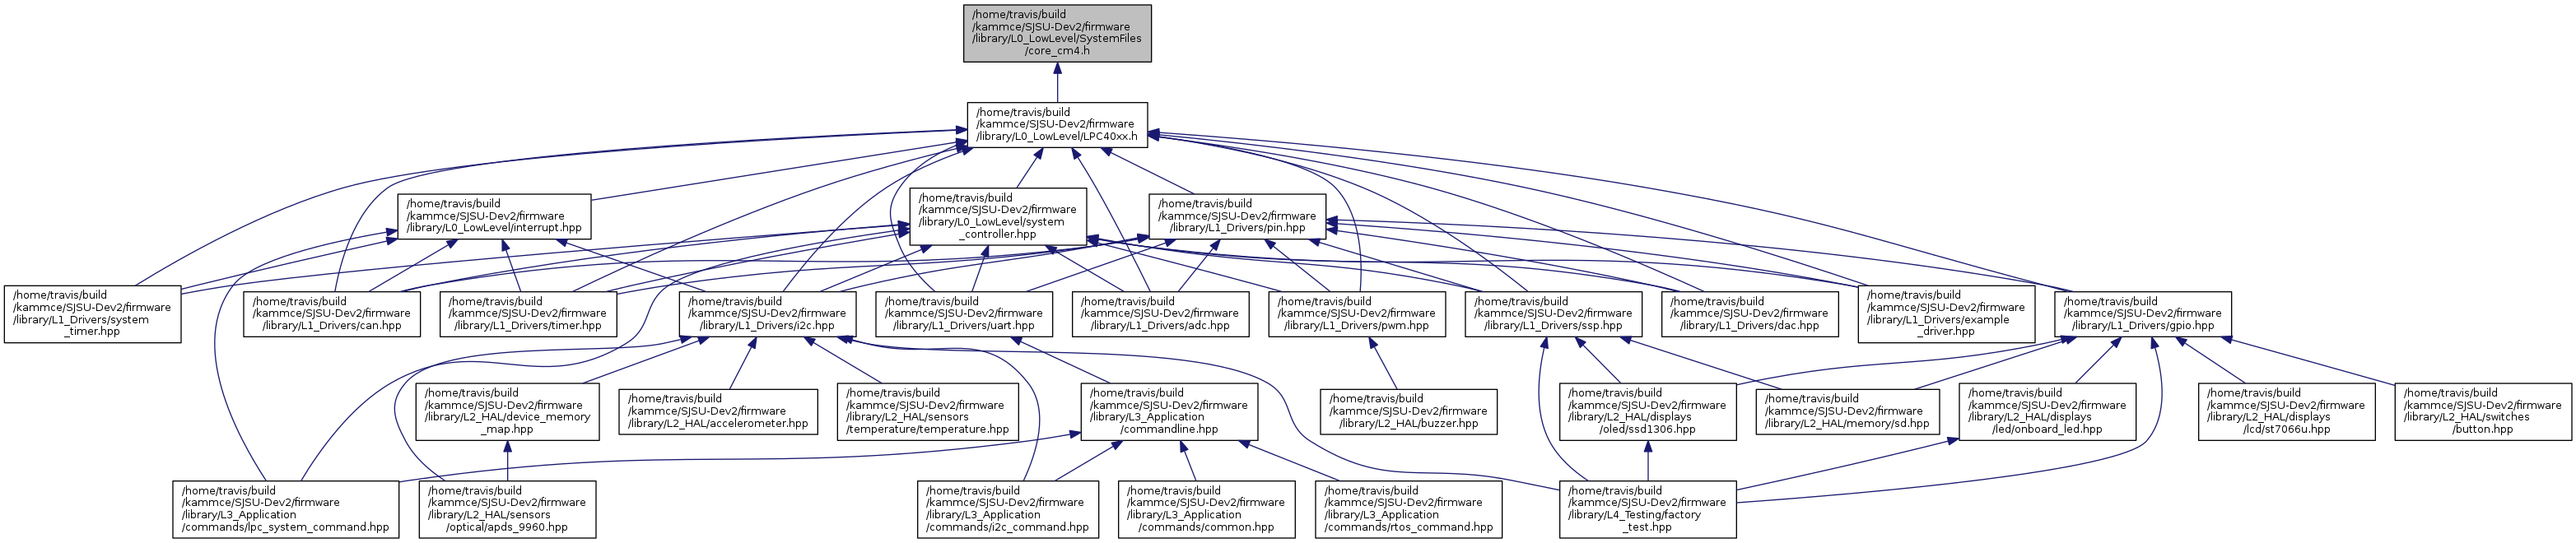 /home/travis/build
/kammce/SJSU-Dev2/firmware
/library/L0_LowLevel/SystemFiles
/core_cm4.h
/home/travis/build
/kammce/SJSU-Dev2/firmware
/library/L0_LowLevel/LPC40xx.h
/home/travis/build
/kammce/SJSU-Dev2/firmware
/library/L0_LowLevel/interrupt.hpp
/home/travis/build
/kammce/SJSU-Dev2/firmware
/library/L0_LowLevel/system
_controller.hpp
/home/travis/build
/kammce/SJSU-Dev2/firmware
/library/L1_Drivers/pin.hpp
/home/travis/build
/kammce/SJSU-Dev2/firmware
/library/L1_Drivers/system
_timer.hpp
/home/travis/build
/kammce/SJSU-Dev2/firmware
/library/L1_Drivers/can.hpp
/home/travis/build
/kammce/SJSU-Dev2/firmware
/library/L1_Drivers/timer.hpp
/home/travis/build
/kammce/SJSU-Dev2/firmware
/library/L1_Drivers/i2c.hpp
/home/travis/build
/kammce/SJSU-Dev2/firmware
/library/L1_Drivers/uart.hpp
/home/travis/build
/kammce/SJSU-Dev2/firmware
/library/L1_Drivers/adc.hpp
/home/travis/build
/kammce/SJSU-Dev2/firmware
/library/L1_Drivers/pwm.hpp
/home/travis/build
/kammce/SJSU-Dev2/firmware
/library/L1_Drivers/ssp.hpp
/home/travis/build
/kammce/SJSU-Dev2/firmware
/library/L1_Drivers/dac.hpp
/home/travis/build
/kammce/SJSU-Dev2/firmware
/library/L1_Drivers/example
_driver.hpp
/home/travis/build
/kammce/SJSU-Dev2/firmware
/library/L1_Drivers/gpio.hpp
/home/travis/build
/kammce/SJSU-Dev2/firmware
/library/L2_HAL/device_memory
_map.hpp
/home/travis/build
/kammce/SJSU-Dev2/firmware
/library/L2_HAL/accelerometer.hpp
/home/travis/build
/kammce/SJSU-Dev2/firmware
/library/L2_HAL/sensors
/temperature/temperature.hpp
/home/travis/build
/kammce/SJSU-Dev2/firmware
/library/L3_Application
/commandline.hpp
/home/travis/build
/kammce/SJSU-Dev2/firmware
/library/L2_HAL/buzzer.hpp
/home/travis/build
/kammce/SJSU-Dev2/firmware
/library/L2_HAL/displays
/oled/ssd1306.hpp
/home/travis/build
/kammce/SJSU-Dev2/firmware
/library/L2_HAL/memory/sd.hpp
/home/travis/build
/kammce/SJSU-Dev2/firmware
/library/L2_HAL/displays
/led/onboard_led.hpp
/home/travis/build
/kammce/SJSU-Dev2/firmware
/library/L2_HAL/displays
/lcd/st7066u.hpp
/home/travis/build
/kammce/SJSU-Dev2/firmware
/library/L2_HAL/switches
/button.hpp
/home/travis/build
/kammce/SJSU-Dev2/firmware
/library/L3_Application
/commands/lpc_system_command.hpp
/home/travis/build
/kammce/SJSU-Dev2/firmware
/library/L2_HAL/sensors
/optical/apds_9960.hpp
/home/travis/build
/kammce/SJSU-Dev2/firmware
/library/L3_Application
/commands/i2c_command.hpp
/home/travis/build
/kammce/SJSU-Dev2/firmware
/library/L3_Application
/commands/common.hpp
/home/travis/build
/kammce/SJSU-Dev2/firmware
/library/L3_Application
/commands/rtos_command.hpp
/home/travis/build
/kammce/SJSU-Dev2/firmware
/library/L4_Testing/factory
_test.hpp